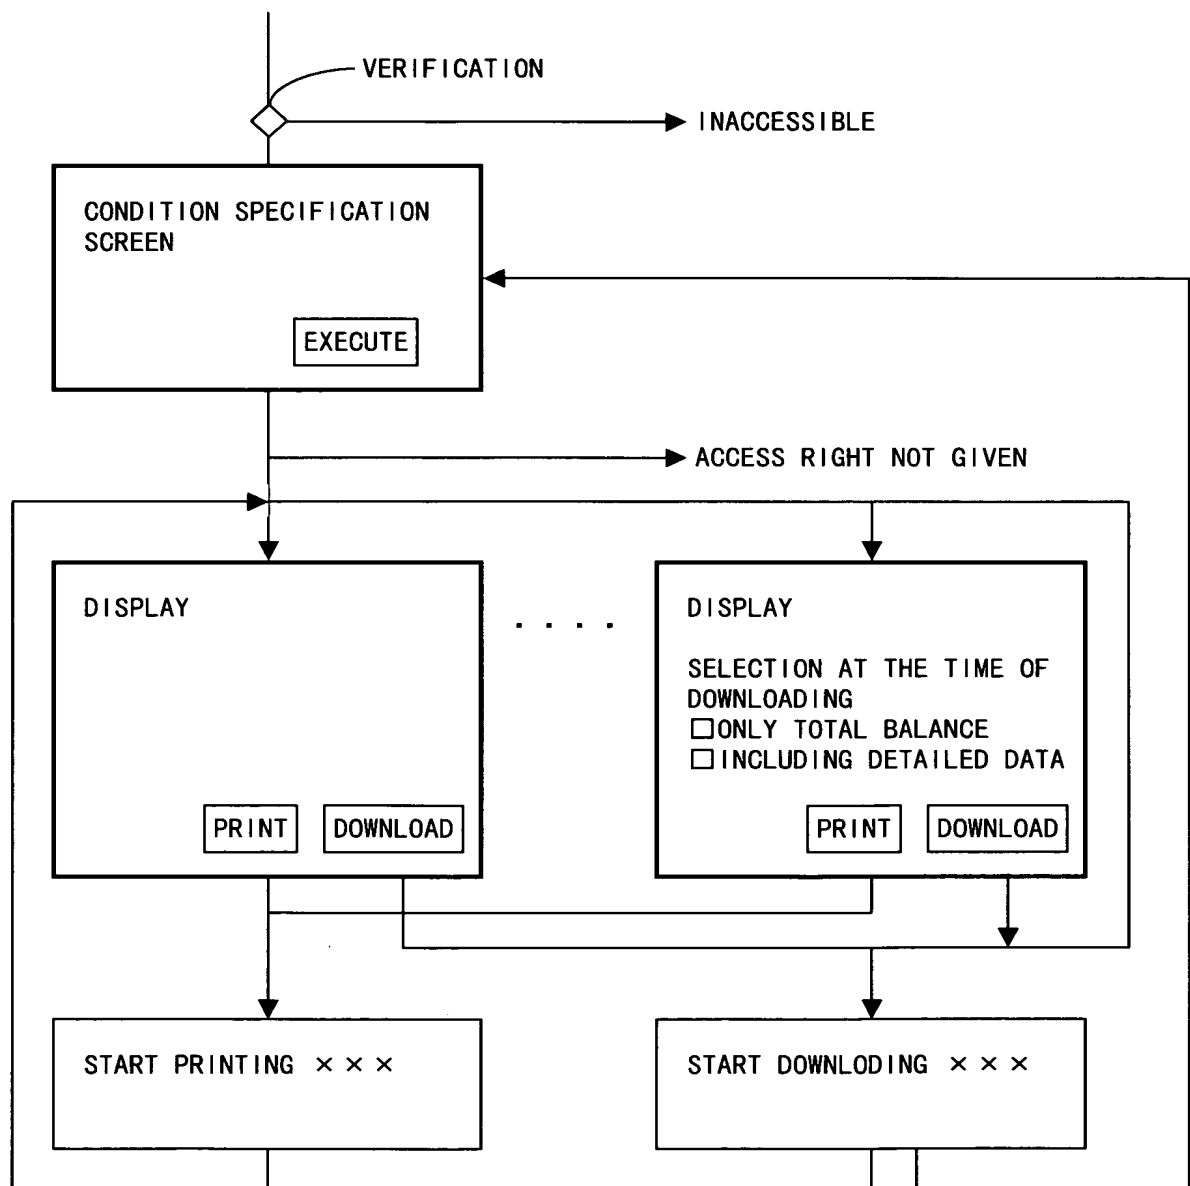 VERIFICATION
INACCESSIBLE
CONDITION SPECIFICATION
SCREEN
EXECUTE
ACCESS RIGHT NOT GIVEN
DISPLAY
PRINT
DOWNLOAD
. . . .
DISPLAY
SELECTION AT THE TIME OF
DOWNLOADING
□ONLY TOTAL BALANCE
□INCLUDING DETAILED DATA
PRINT
DOWNLOAD
START PRINTING ×××
START DOWNLODING ×××